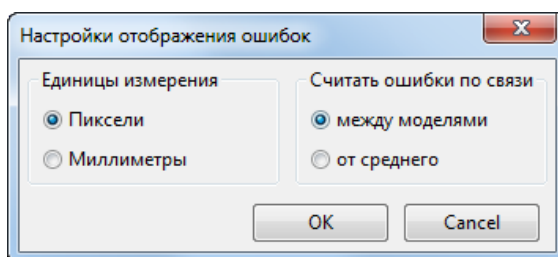 Настройки отображения ошибок
Единицы измерения
Пиксели
Миллиметры
Считать ошибки по связи
между моделями
от среднего
OK
Cancel